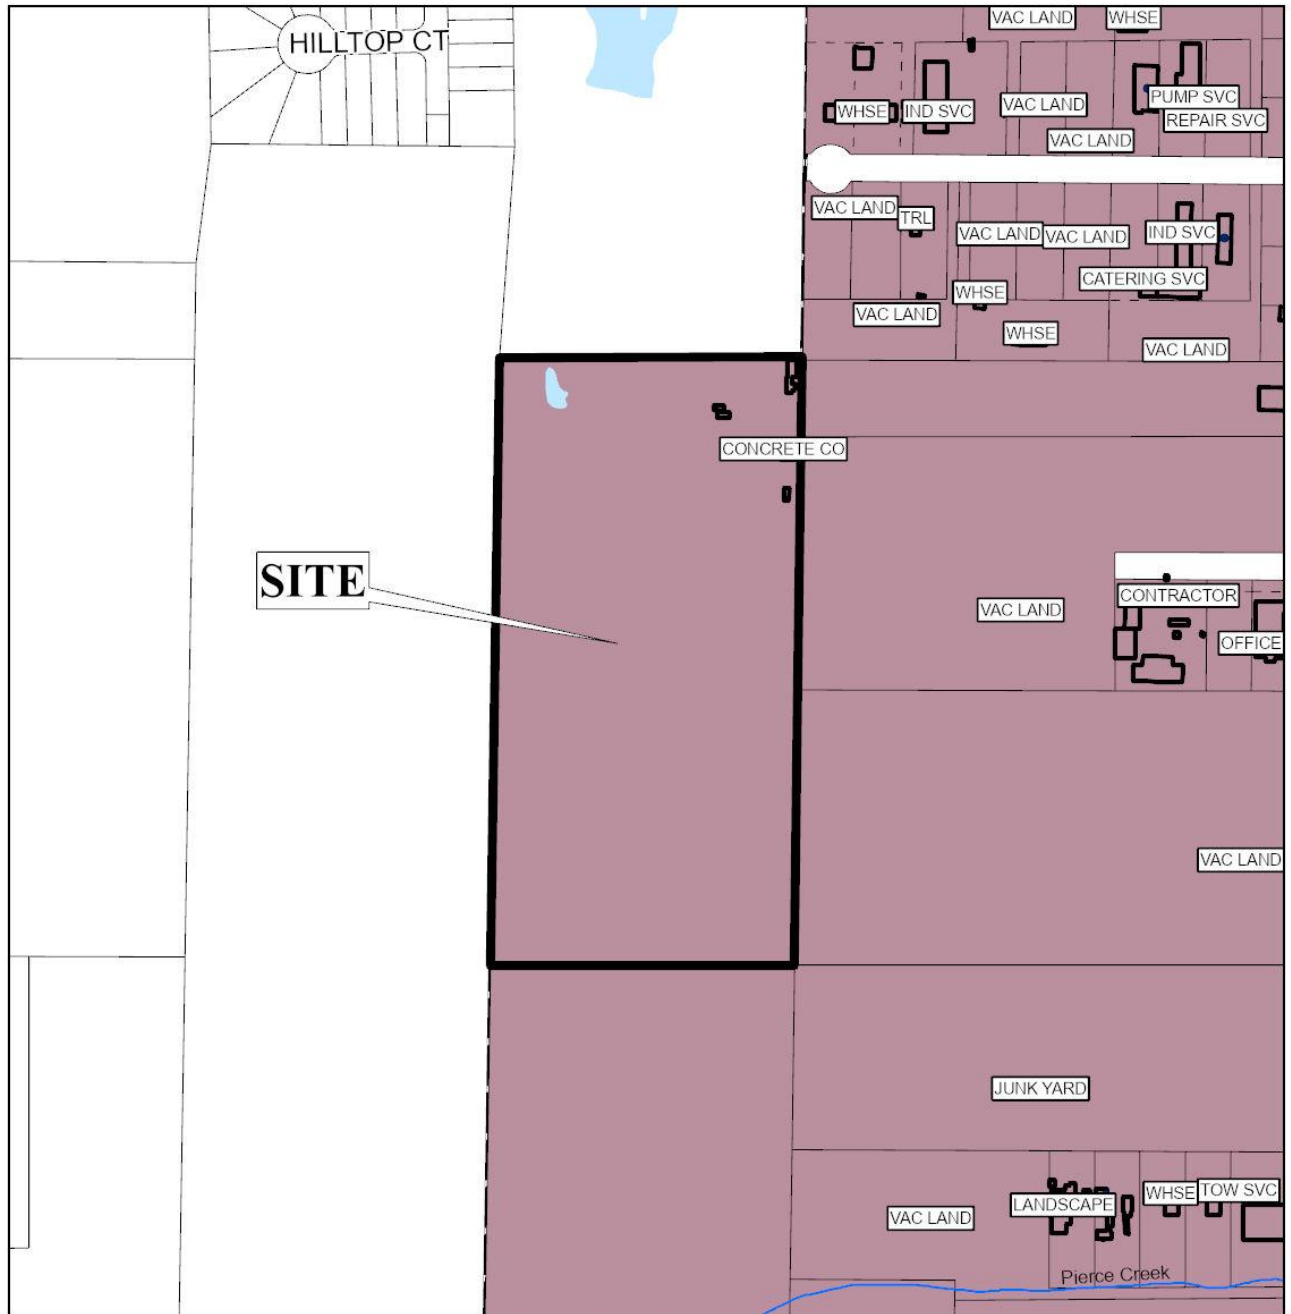 VAC LAND
WHSE
HILLTOP CT
WHSE
IND SVC
VAC LAND
PUMP SVC
REPAIR SVC
VAC LAND
VAC LAND
TRL
VAC LAND
VAC LAND
IND SVC
CATERING SVC
WHSE
VAC LAND
WHSE
VAC LAND
CONCRETE CO
SITE
VAC LAND
CONTRACTOR
OFFICE
VAC LAND
JUNK YARD
VAC LAND
LANDSCAPE
WHSE
TOW SVC
Pierce Creek